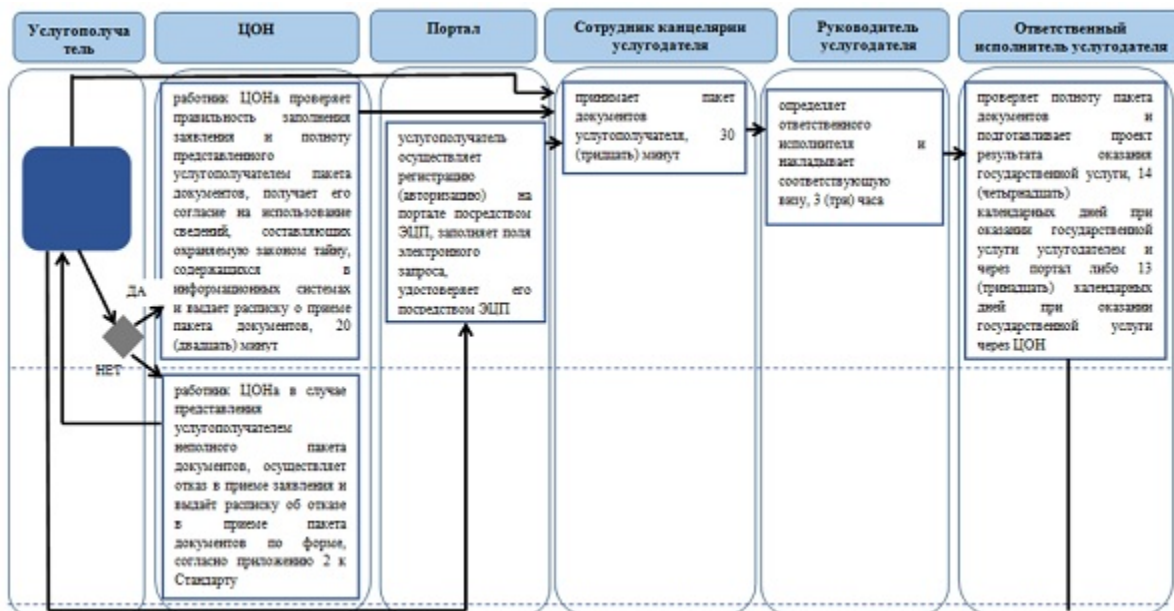 Услугополуча
тель
ЦОН
Портал
Сотрудник канцелярии
услугодателя
Руководитель
услугодателя
Ответственный
исполнитель услугодателя
работник ЦОНа проверяет
правильность заполнения
заявления и полноту
представленного
услугополучателем пакета
документов, получает его
согласие на использование
сведений, составляющих
охраняемую законом тайну,
содержащихся в
информационных системах
и выдает расписку о приеме
пакета документов, 20
(двадцать) минут
услугополучатель
осуществляет
регистрацию
(авторизацию) на
портале посредством
ЭЦП, заполняет поля
электронного
запроса,
удостоверяет его
посредством ЭЦП
принимает пакет
документов
услугополучателя, 30
(тридцать) минут
определяет
ответственного
исполнителя и
накладывает
соответствующую
визу, 3 (три) часа
проверяет полноту пакета
документов и
подготавливает проект
результата оказания
государственной услуги, 14
(четырнадцать)
календарных дней при
оказании государственной
услуги услугодателем и
через портал либо 13
(тринадцать) календарных
дней при оказании
государственной услуги
через ЦОН
ДА
НЕТ
работник ЦОНа в случае
представления
услугополучателем
неполного пакета
документов, осуществляет
отказ в приеме заявления и
выдаёт расписку об отказе
в приеме пакета
документов по форме,
согласно приложению 2 к
Стандарту